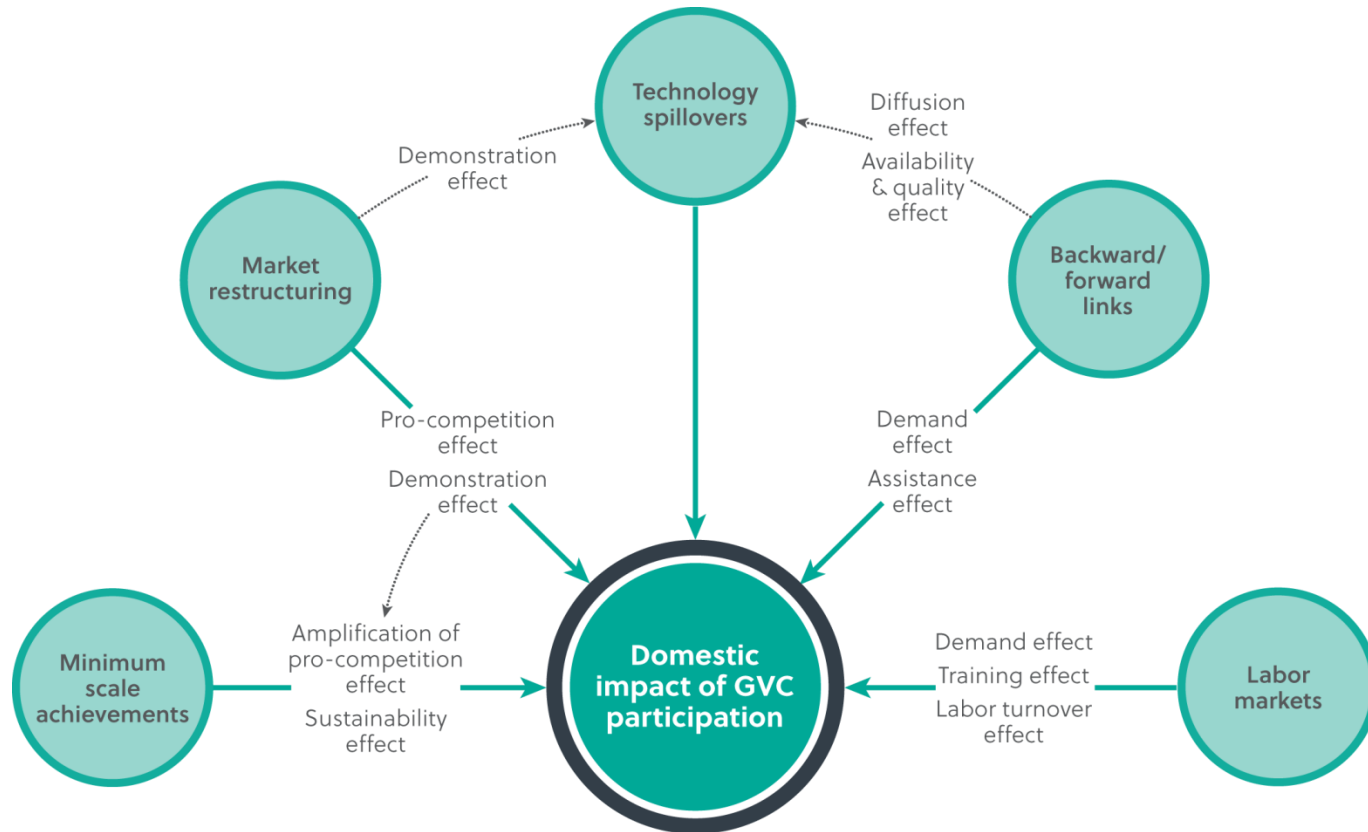 Technology
spillovers
Diffusion
effect
Availability
& quality
effect
Demonstration
effect
Market
restructuring
Backward/
forward
links
Pro-competition
effect
Demonstration
effect
Demand
effect
Assistance
effect
Minimum
scale
achievements
Amplification of
pro-competition
effect
Sustainability
effect
Domestic
impact of GVC
participation
Demand effect
Training effect
Labor turnover
effect
Labor
markets